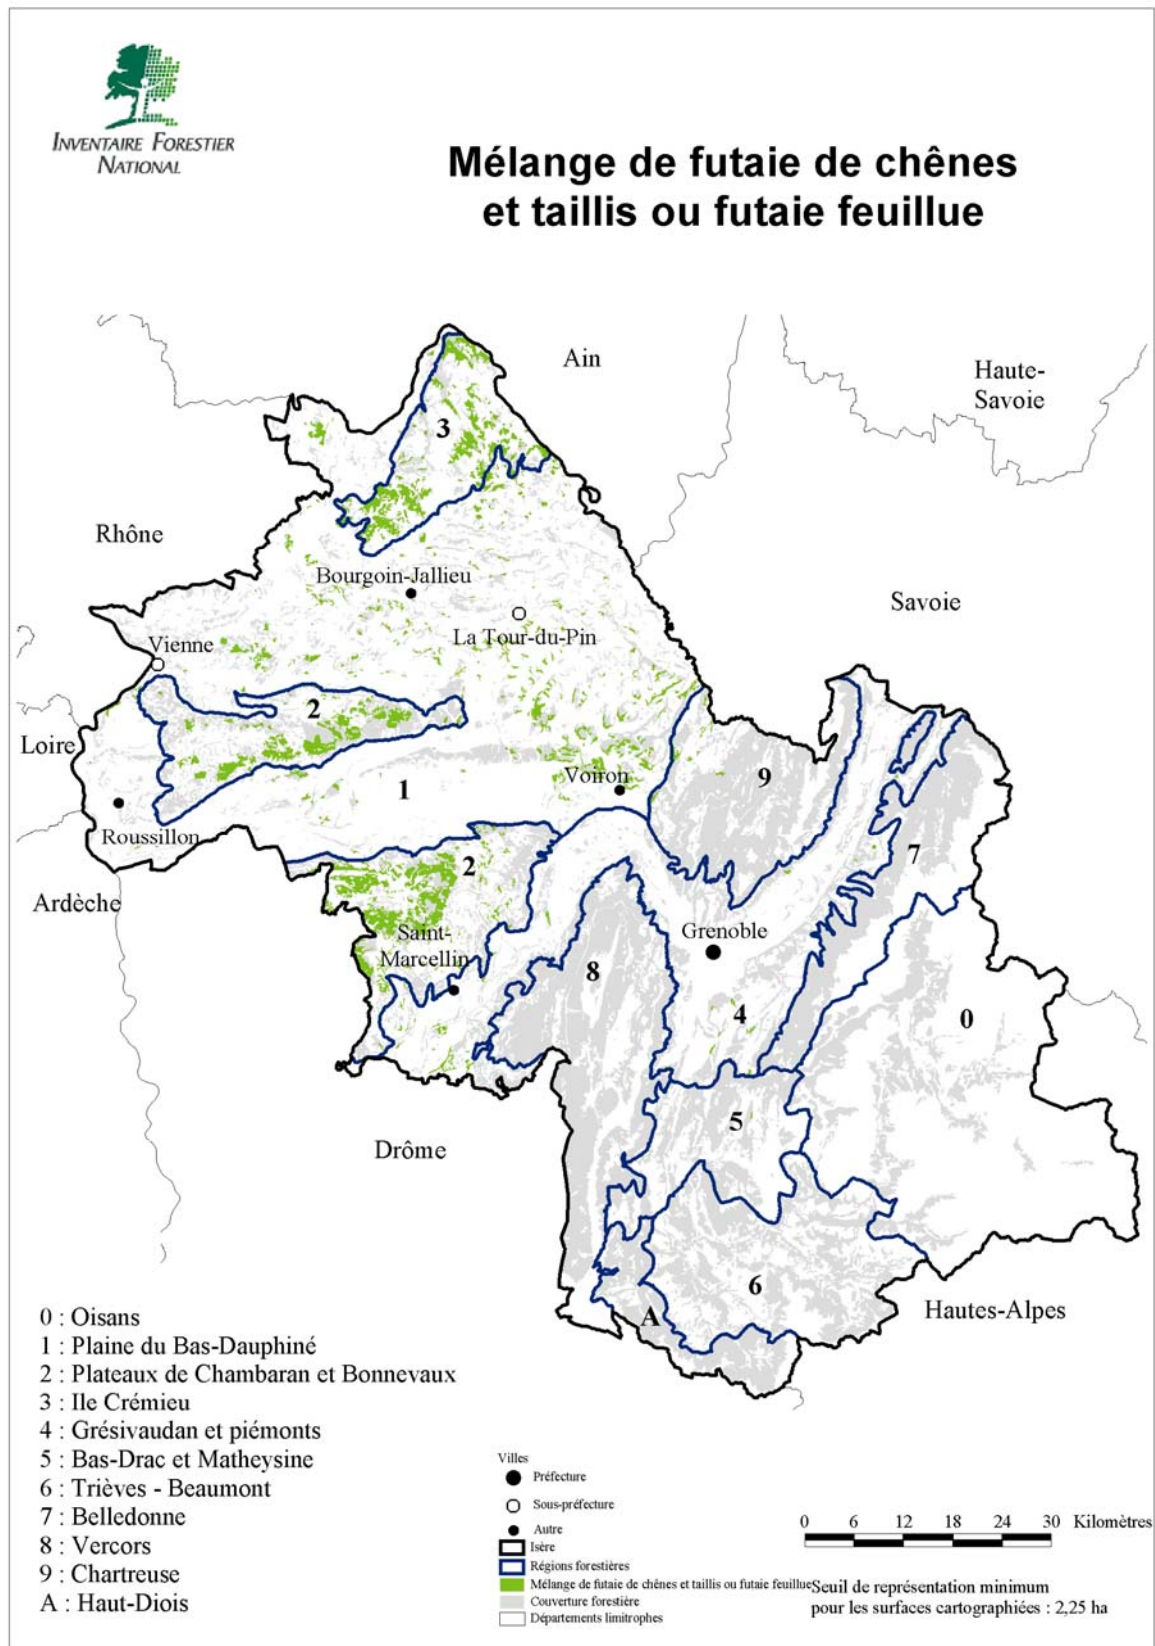 INVENTAIRE FORESTIER
NATIONAL
Mélange de futaie de chênes
et taillis ou futaie feuillue
Ain
Haute-
Savoie
3
Rhône
Bourgoin-Jallieu
Savoie
La Tour-du-Pin
Vienne
2
Loire
9
Voiron
1
Roussillon
7
2
Ardèche
Saint-
Marcellin
Grenoble
8
4
0
5
Drôme
6
Hautes-Alpes
A
0 : Oisans
1 : Plaine du Bas-Dauphiné
2 : Plateaux de Chambaran et Bonnevaux
3 : Ile Crémieu
4 : Grésivaudan et piémonts
5 : Bas-Drac et Matheysine
6 : Trièves - Beaumont
7 : Belledonne
8 : Vercors
9 : Chartreuse
A : Haut-Diois
Villes
Préfecture
Sous-préfecture
Autre
Isère
Régions forestières
Mélange de futaie de chênes et taillis ou futaie feuillue
Couverture forestière
Départements limitrophes
0 6 12 18 24 30 Kilomètres
Seuil de représentation minimum
pour les surfaces cartographiées : 2,25 ha